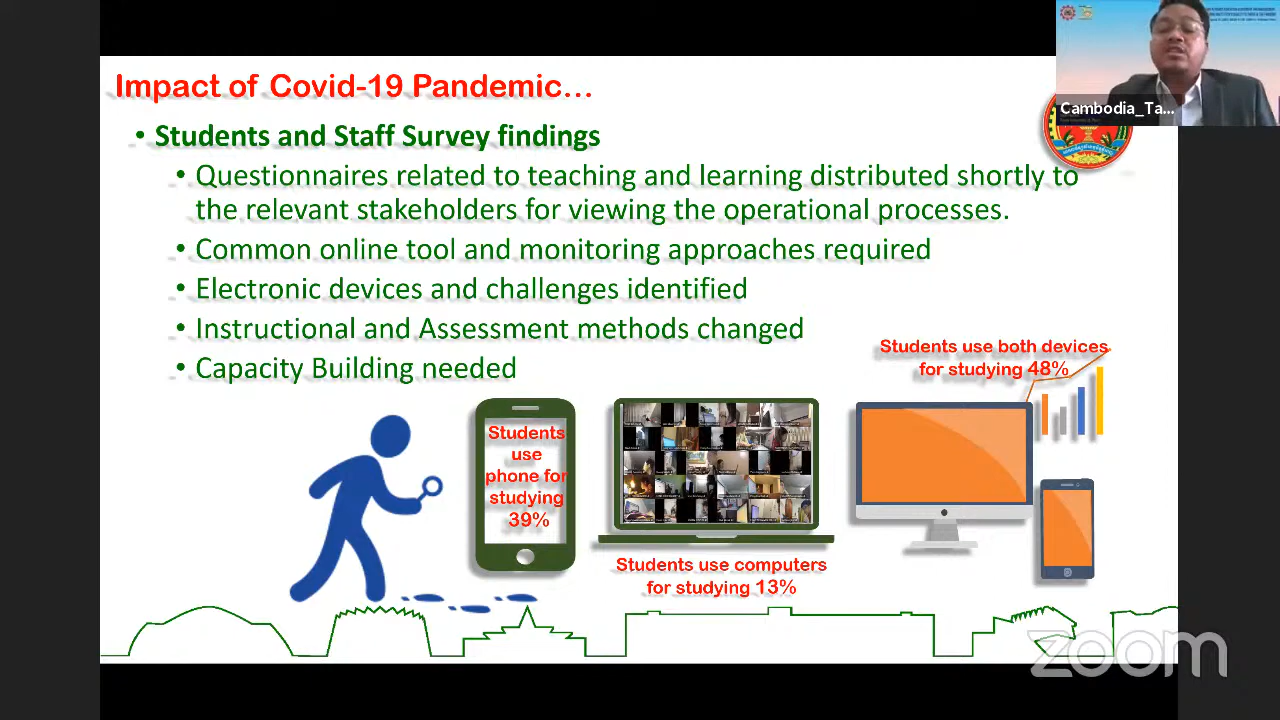 Impact of Covid-19 Pandemic...
Cambodia_Ta...
• Students and Staff Survey findings
• Questionnaires related to teaching and learning distributed shortly to
the relevant stakeholders for viewing the operational processes.
• Common online tool and monitoring approaches required
• Electronic devices and challenges identified
• Instructional and Assessment methods changed
• Capacity Building needed
Students use both devices
for studying 48%
Students
use
phone for
studying
39%
Students use computers
for studying 13%
zoom